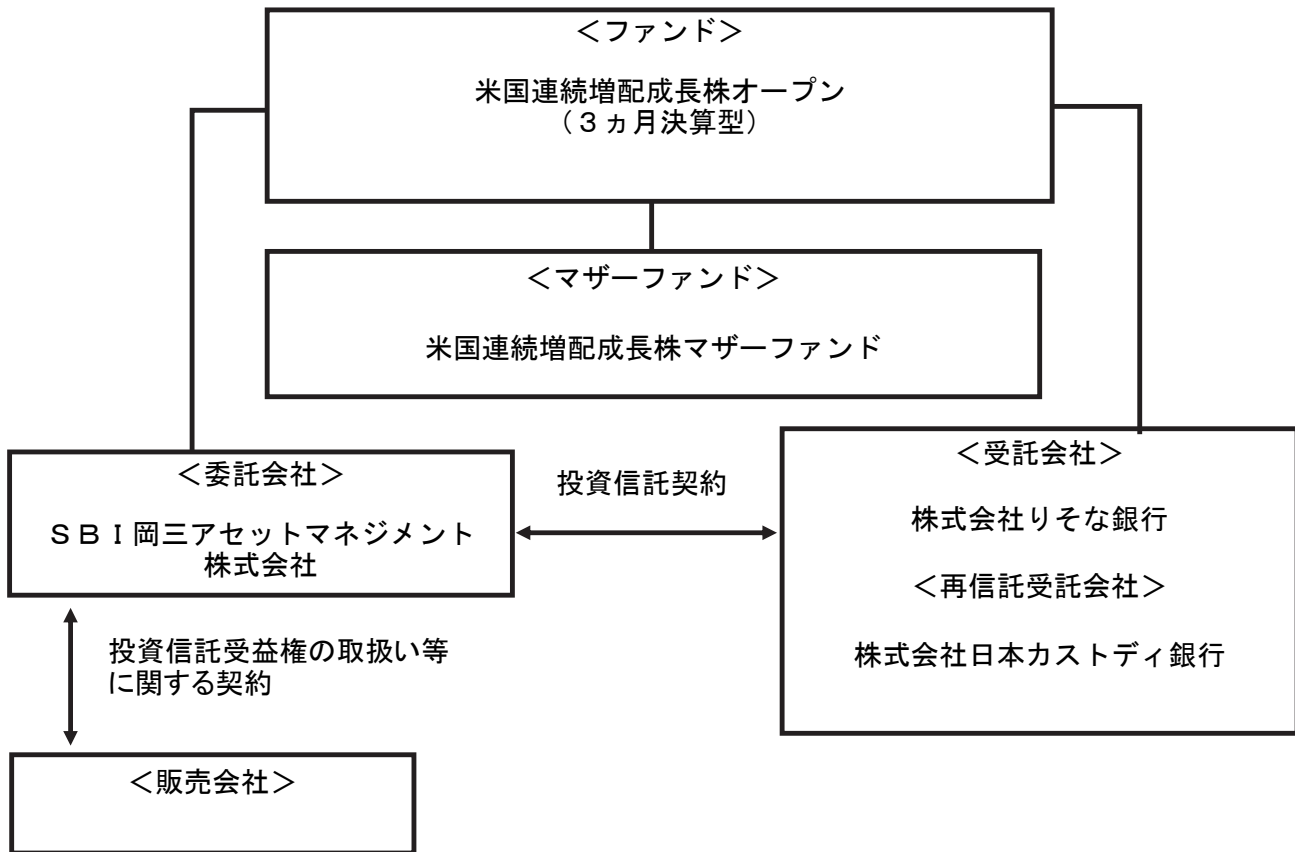 ＜ファンド＞
米国連続増配成長株オープン
（３ヵ月決算型）
＜マザーファンド＞
米国連続増配成長株マザーファンド
＜委託会社＞
ＳＢＩ岡三アセットマネジメント
株式会社
投資信託契約
＜受託会社＞
株式会社りそな銀行
＜再信託受託会社＞
株式会社日本カストディ銀行
投資信託受益権の取扱い等
に関する契約
＜販売会社＞